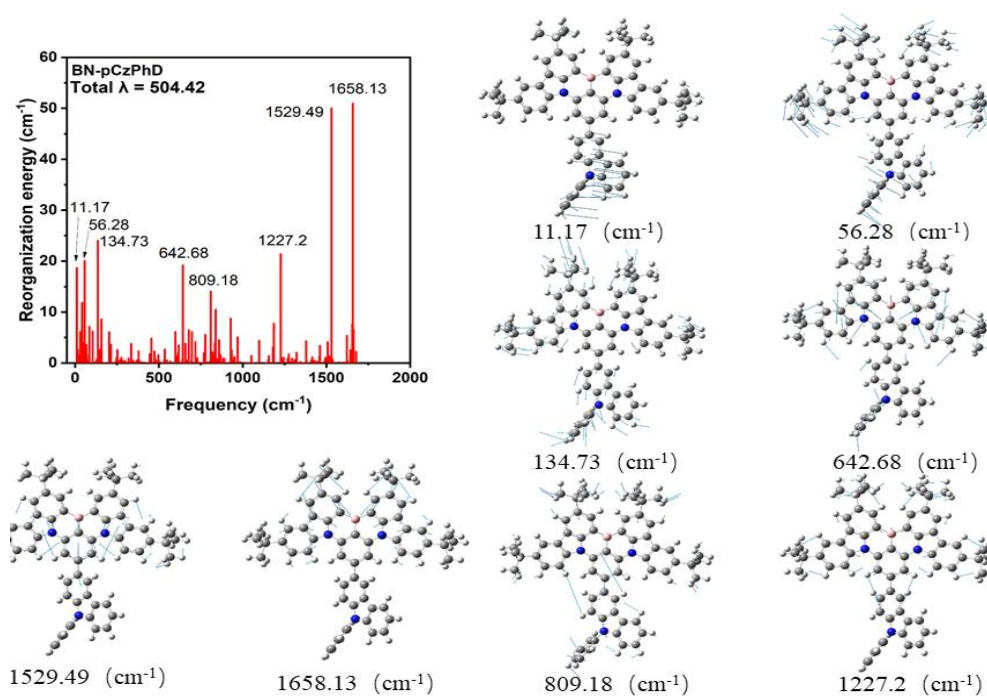 BN-pCzPhD
Total λ = 504.42
60
50
40
30
20
10
0
Reorganization energy (cm⁻¹)
11.17
56.28
134.73
642.68
809.18
1227.2
1529.49
1658.13
0
500
1000
1500
2000
Frequency (cm⁻¹)
11.17 （cm⁻¹）
56.28 （cm⁻¹）
134.73 （cm⁻¹）
642.68 （cm⁻¹）
1529.49 （cm⁻¹）
1658.13 （cm⁻¹）
809.18 （cm⁻¹）
1227.2 （cm⁻¹）